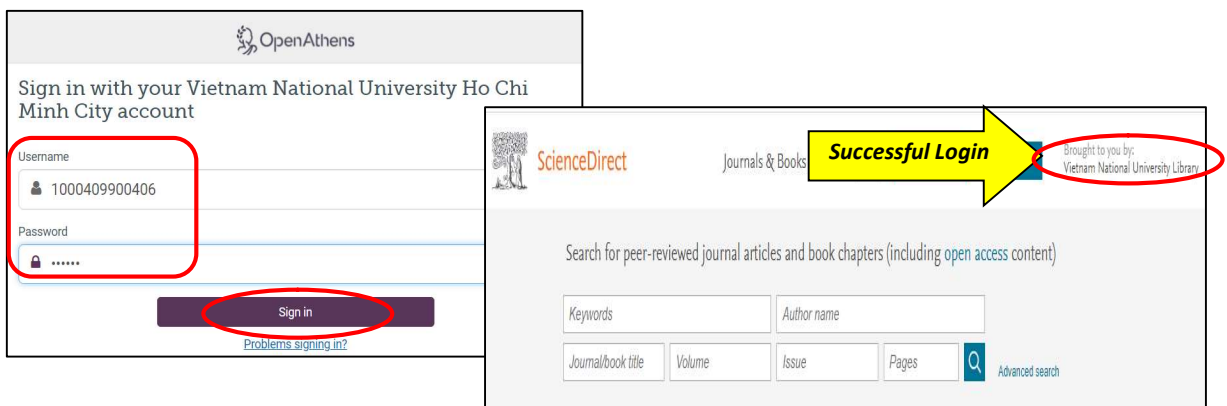 OpenAthens
Sign in with your Vietnam National University Ho Chi
Minh City account
Username
1000409900406
Password
••••••
Sign in
Problems signing in?
ScienceDirect
Journals & Books
Successful Login
Brought to you by:
Vietnam National University Library
Search for peer-reviewed journal articles and book chapters (including open access content)
Keywords
Author name
Journal/book title
Volume
Issue
Pages
Advanced search